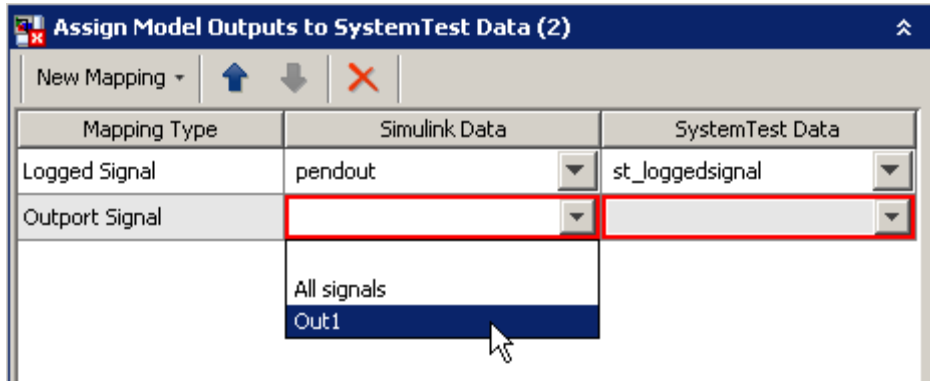 Assign Model Outputs to SystemTest Data (2)
New Mapping
Mapping Type Simulink Data SystemTest Data
Logged Signal pendout st_loggedsignal
Outport Signal
All signals
Out1